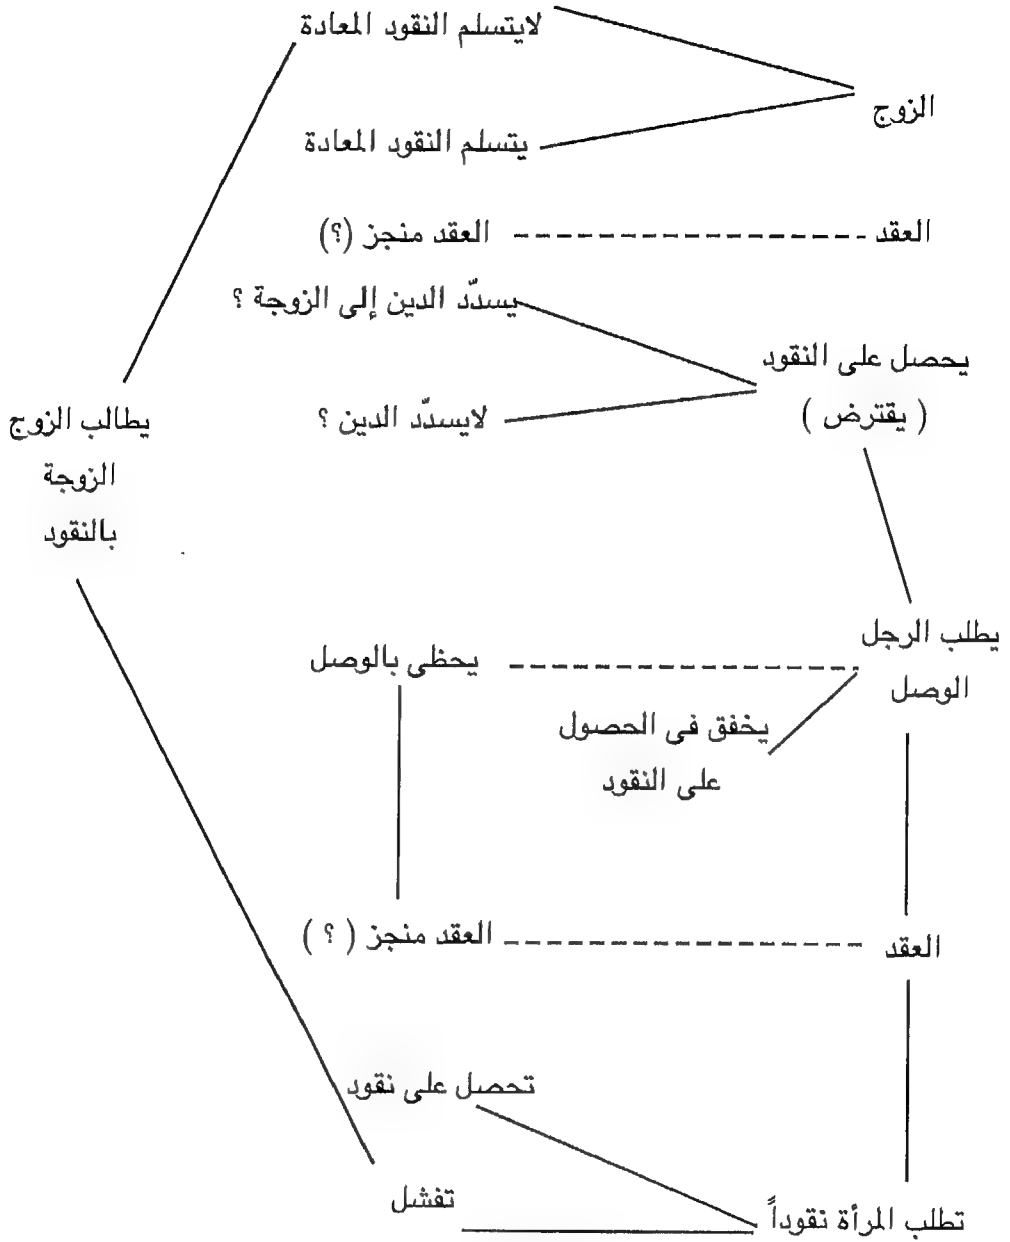 لايتسلم النقود المعادة
الزوج
يتسلم النقود المعادة
العقد
العقد منجز (؟)
يسدّد الدين إلى الزوجة ؟
يحصل على النقود
( يقترض )
لايسدّد الدين ؟
يطالب الزوج
الزوجة
بالنقود
يطلب الرجل
الوصل
يحظى بالوصل
يخفق فى الحصول
على النقود
العقد
العقد منجز ( ؟ )
تحصل على نقود
تطلب المرأة نقوداً
تفشل